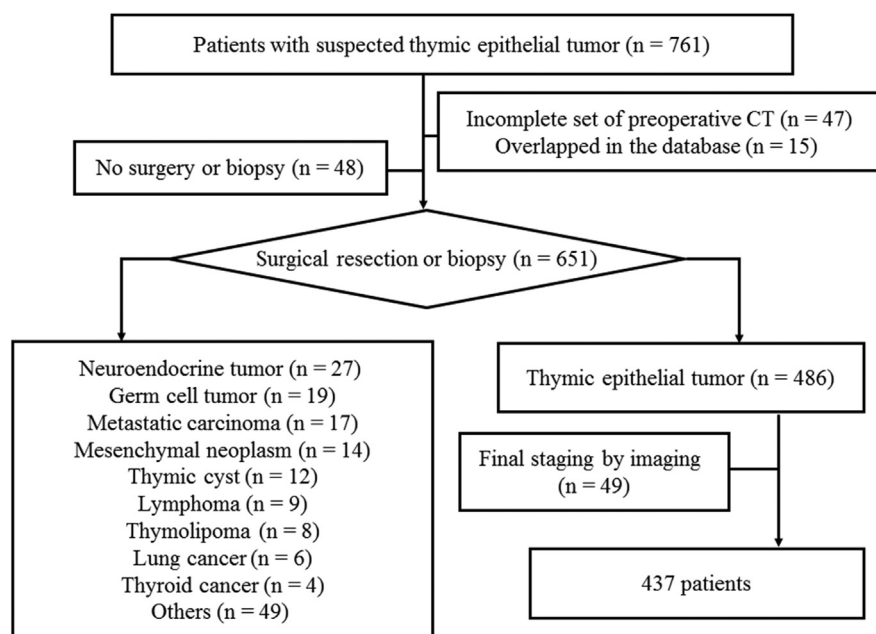 Patients with suspected thymic epithelial tumor (n = 761)
Incomplete set of preoperative CT (n = 47)
Overlapped in the database (n = 15)
No surgery or biopsy (n = 48)
Surgical resection or biopsy (n = 651)
Neuroendocrine tumor (n = 27)
Germ cell tumor (n = 19)
Metastatic carcinoma (n = 17)
Mesenchymal neoplasm (n = 14)
Thymic cyst (n = 12)
Lymphoma (n = 9)
Thymolipoma (n = 8)
Lung cancer (n = 6)
Thyroid cancer (n = 4)
Others (n = 49)
Thymic epithelial tumor (n = 486)
Final staging by imaging
(n = 49)
437 patients